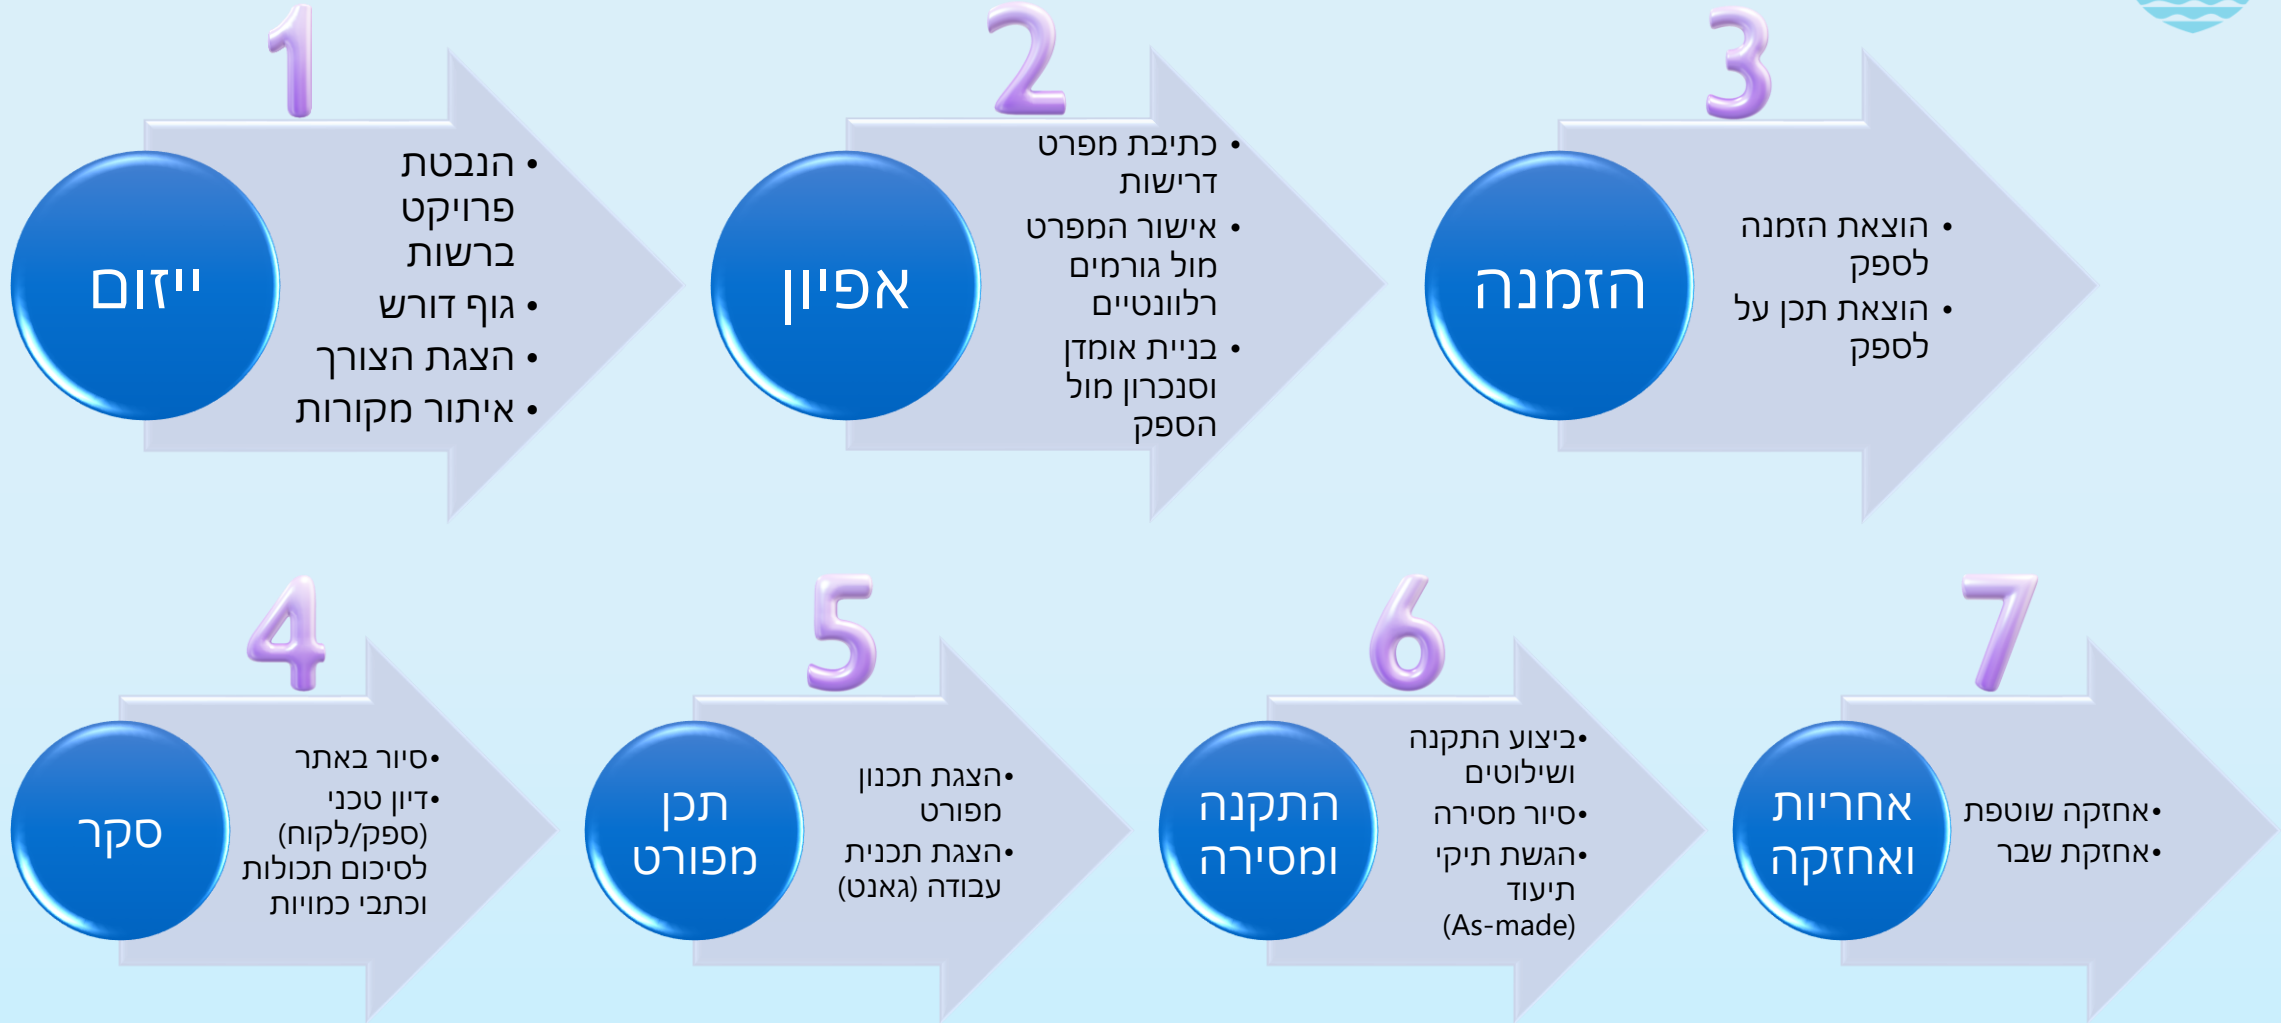 1
ייזום
• הנבטת
פרויקט
ברשות
• גוף דורש
• הצגת הצורך
• איתור מקורות
2
אפיון
• כתיבת מפרט
דרישות
• אישור המפרט
מול גורמים
רלוונטיים
• בניית אומדן
וסנכרון מול
הספק
3
הזמנה
• הוצאת הזמנה
לספק
• הוצאת תכן על
לספק
4
סקר
•סיור באתר
•דיון טכני
(ספק/לקוח)
לסיכום תכולות
וכתבי כמויות
5
תכן
מפורט
•הצגת תכנון
מפורט
•הצגת תכנית
עבודה (גאנט)
6
התקנה
ומסירה
•ביצוע התקנה
ושילוטים
•סיור מסירה
•הגשת תיקי
תיעוד
(As-made)
7
אחריות
ואחזקה
•אחזקה שוטפת
•אחזקת שבר